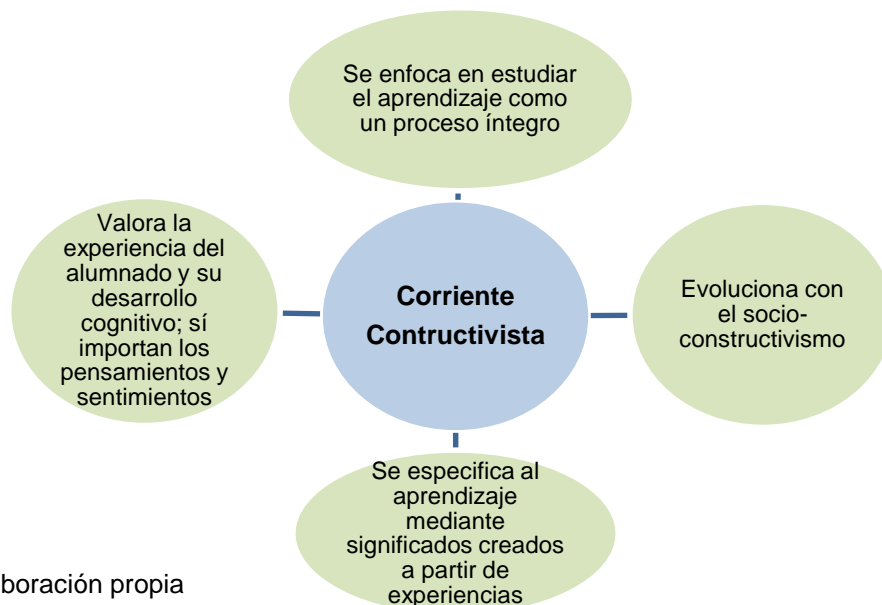 Se enfoca en estudiar
el aprendizaje como
un proceso íntegro
Valora la
experiencia del
alumnado y su
desarrollo
cognitivo; sí
importan los
pensamientos y
sentimientos
Corriente
Contructivista
Evoluciona con
el socio-
constructivismo
Se especifica al
aprendizaje
mediante
significados creados
a partir de
experiencias
boración propia